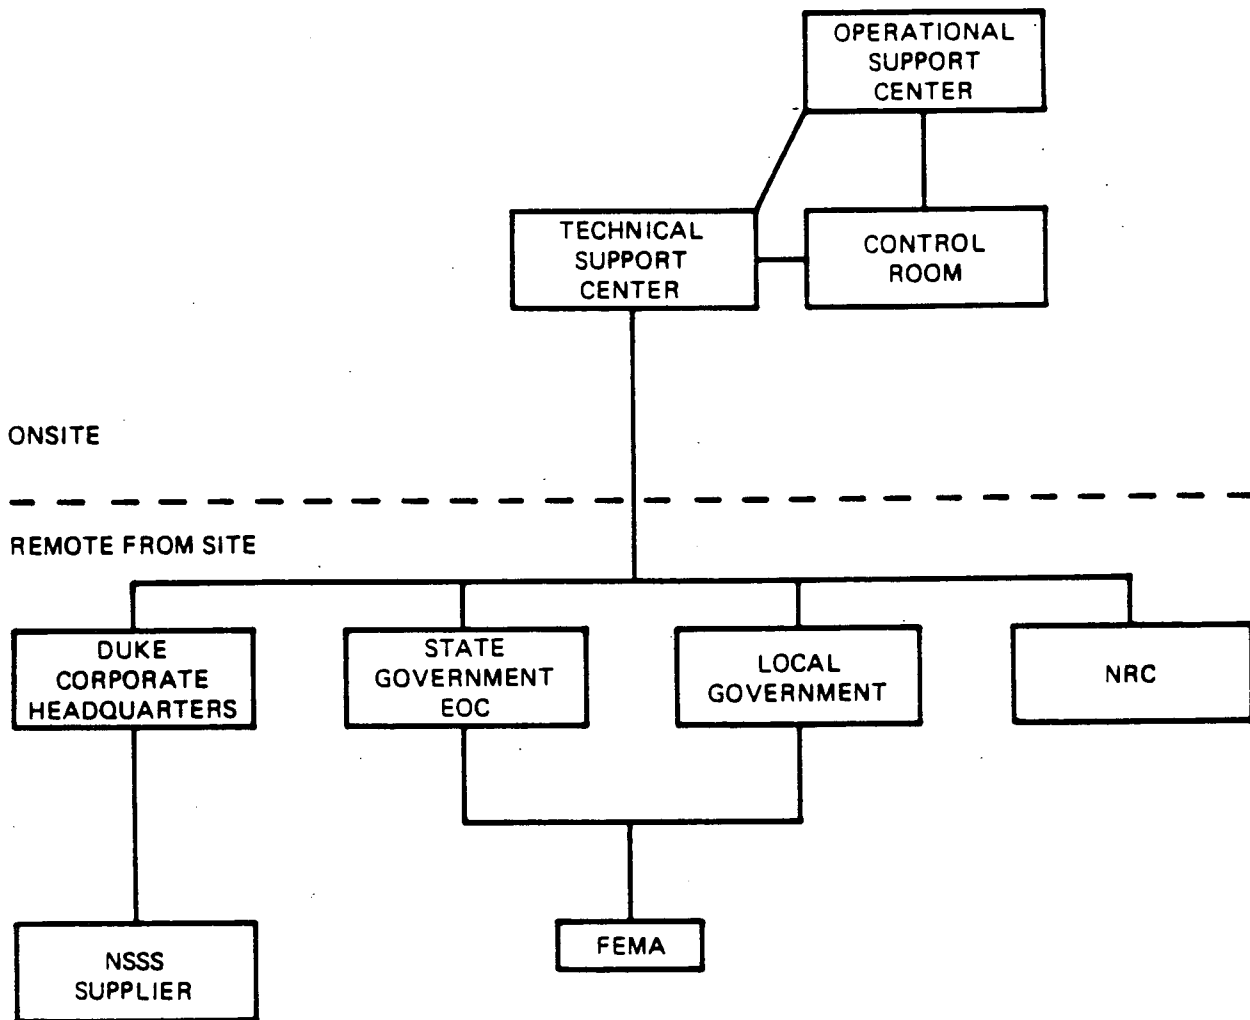 OPERATIONAL
SUPPORT
CENTER
TECHNICAL
SUPPORT
CENTER
CONTROL
ROOM
ONSITE
REMOTE FROM SITE
DUKE
CORPORATE
HEADQUARTERS
STATE
GOVERNMENT
EOC
LOCAL
GOVERNMENT
NRC
NSSS
SUPPLIER
FEMA